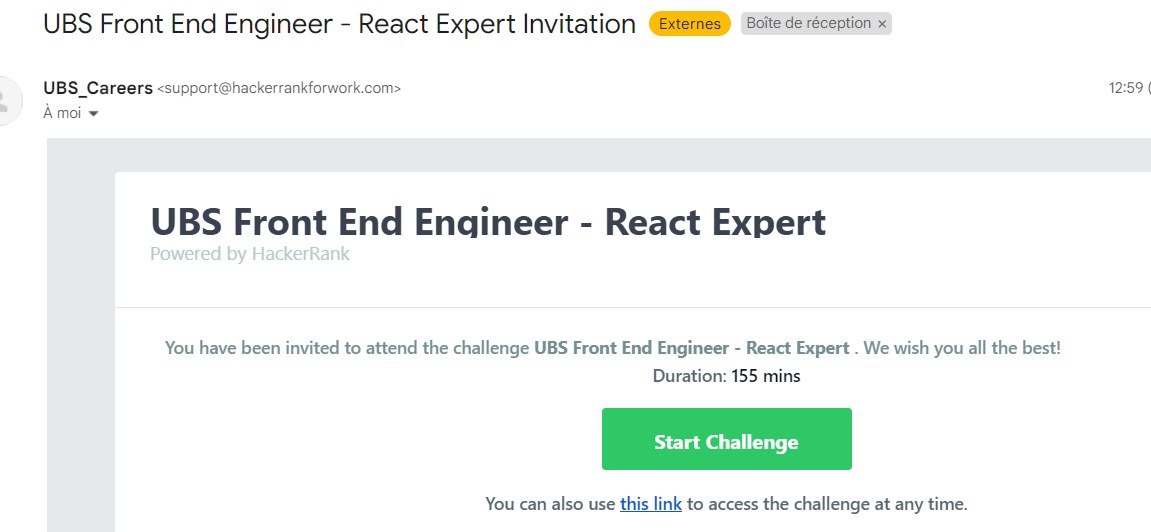 UBS Front End Engineer - React Expert Invitation Externes Boîte de réception ×
UBS_Careers <support@hackerrankforwork.com> 12:59 (
À moi
UBS Front End Engineer - React Expert
Powered by HackerRank
You have been invited to attend the challenge UBS Front End Engineer - React Expert . We wish you all the best!
Duration: 155 mins
Start Challenge
You can also use this link to access the challenge at any time.